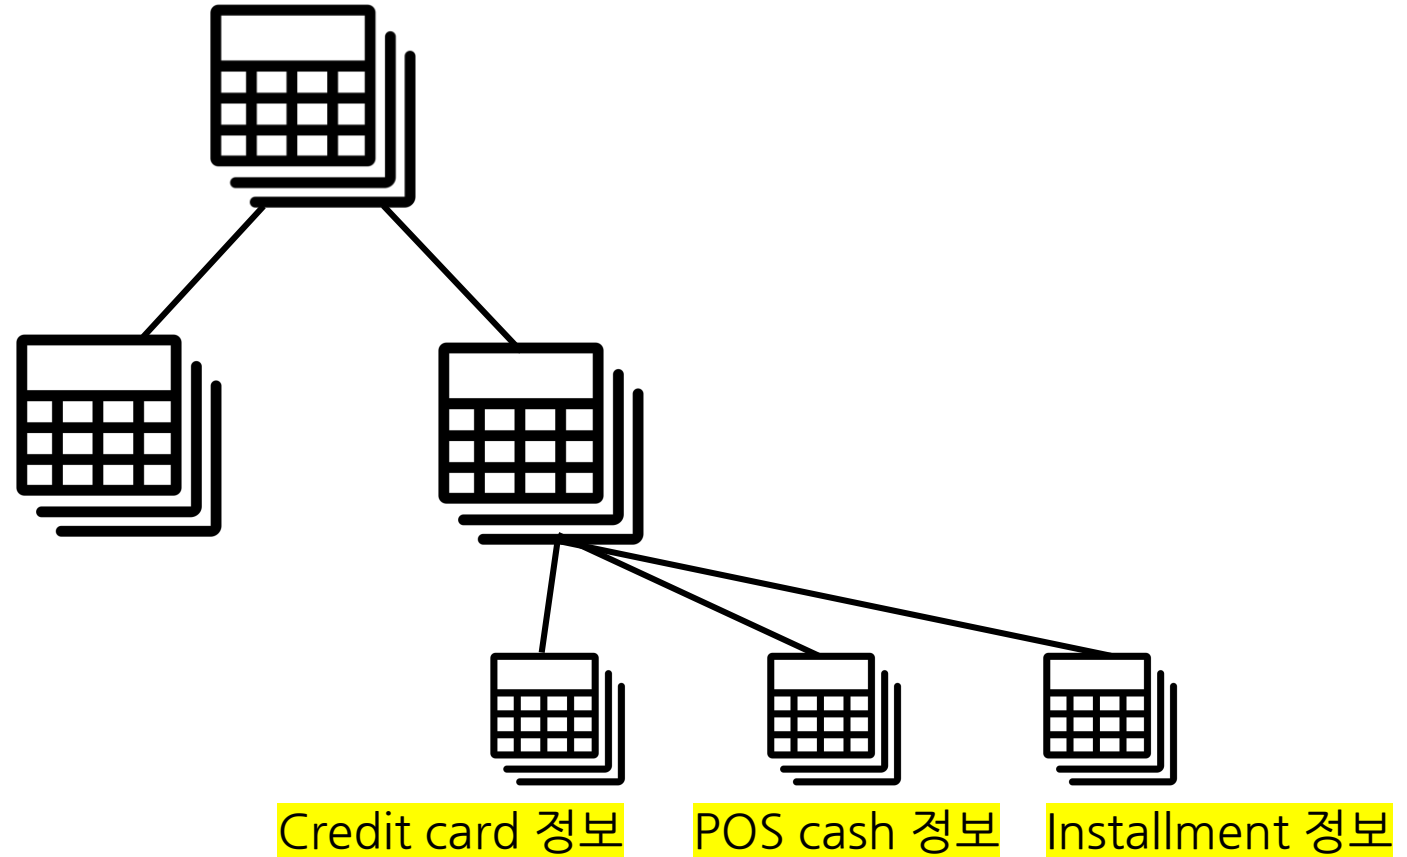 Credit card 정보
POS cash 정보
Installment 정보